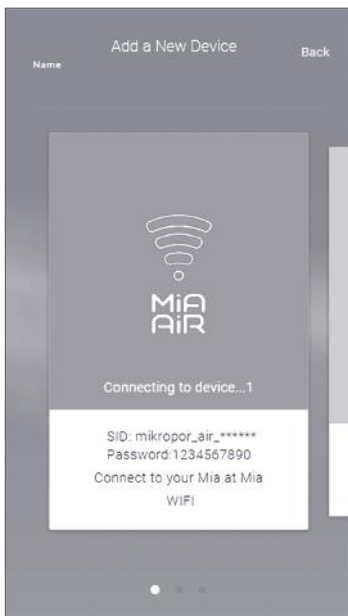 Add a New Device
Back
Name
MiA
AiR
Connecting to device...1
SID: mikropor_air_******
Password:1234567890
Connect to your Mia at Mia
WIFI